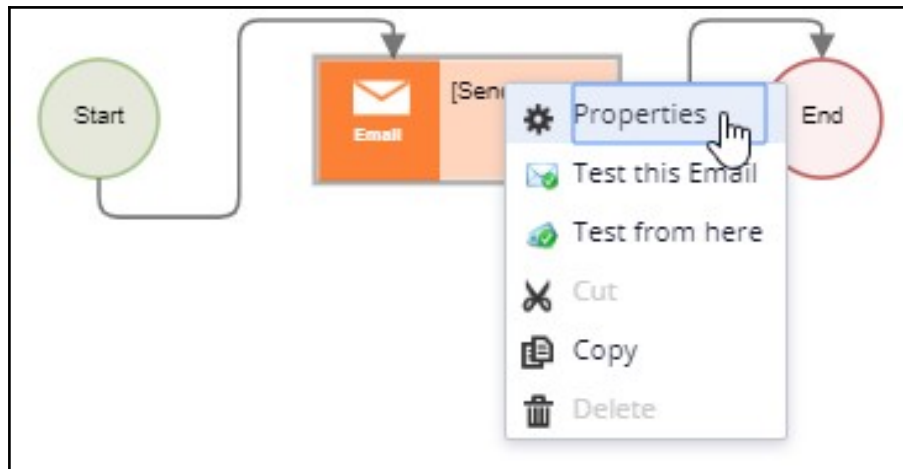 Start
Email
[Send
Properties
End
Test this Email
Test from here
Cut
Copy
Delete